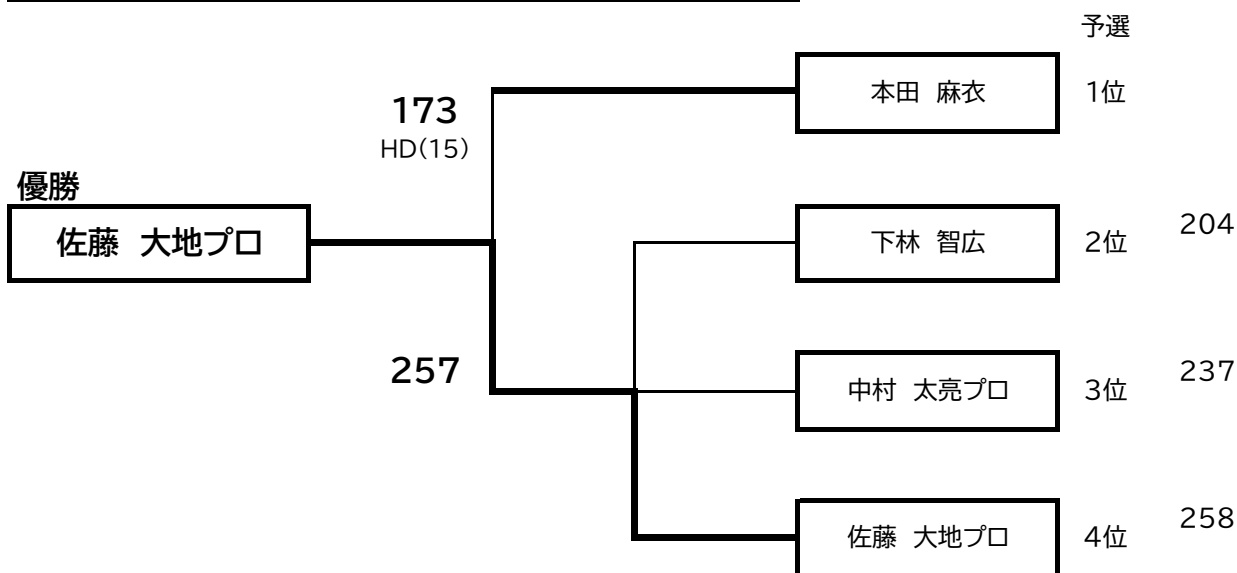 予選
本田 麻衣
1位
173
HD(15)
優勝
佐藤 大地プロ
下林 智広
2位
204
257
中村 太亮プロ
3位
237
佐藤 大地プロ
4位
258